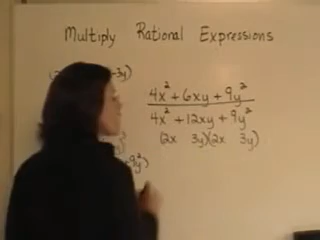 Multiply Rational Expressions
4x² + 6xy + 9y²
4x² + 12xy + 9y²
(2x 3y)(2x 3y)